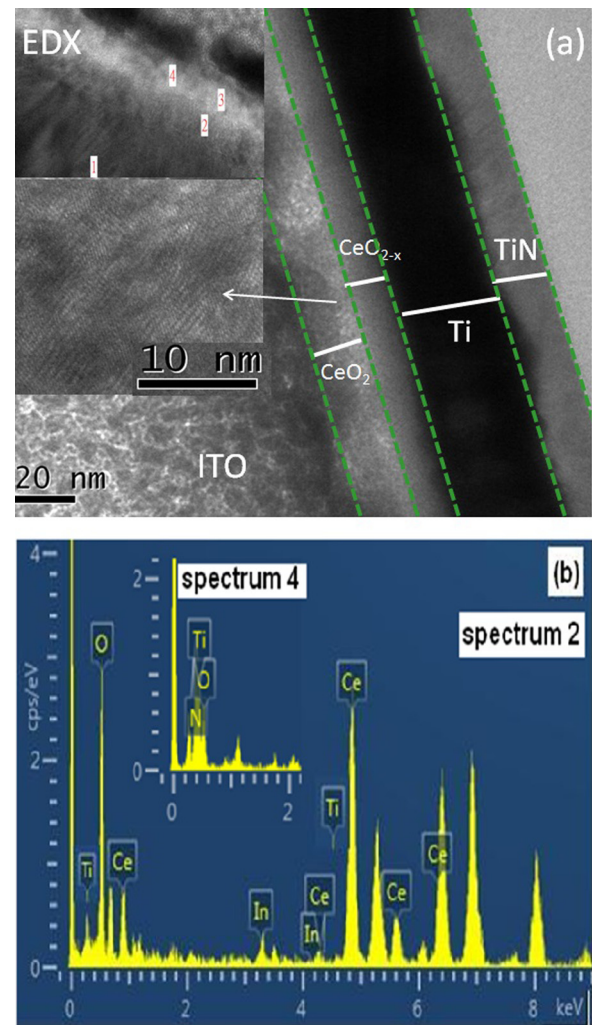 EDX
(a)
4
3
2
1
CeO2-x
TiN
Ti
10 nm
CeO2
ITO
20 nm
(b)
4
spectrum 4
spectrum 2
2
O
Ti
O
N
Ce
cps/eV
0
0
2
2
Ti
Ti
Ce
Ce
In
Ce
In
Ce
0
0
2
4
6
8
keV